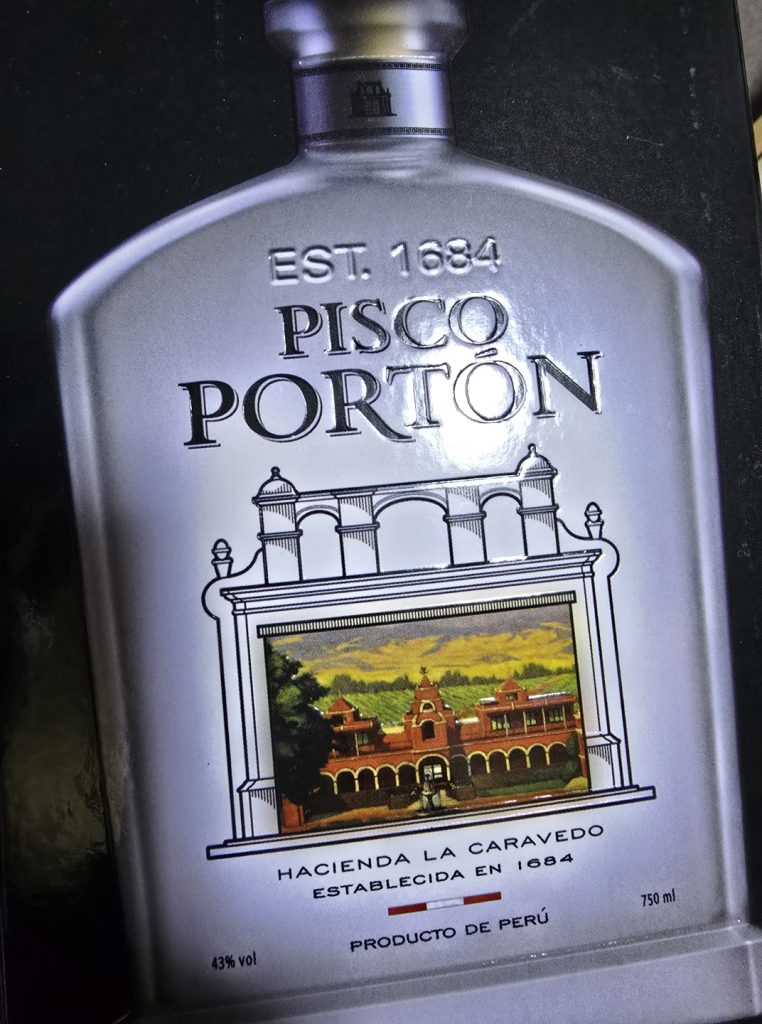 EST. 1684
PISCO
PORTÓN
HACIENDA LA CARAVEDO
ESTABLECIDA EN 1684
PRODUCTO DE PERÚ
43% vol
750 ml